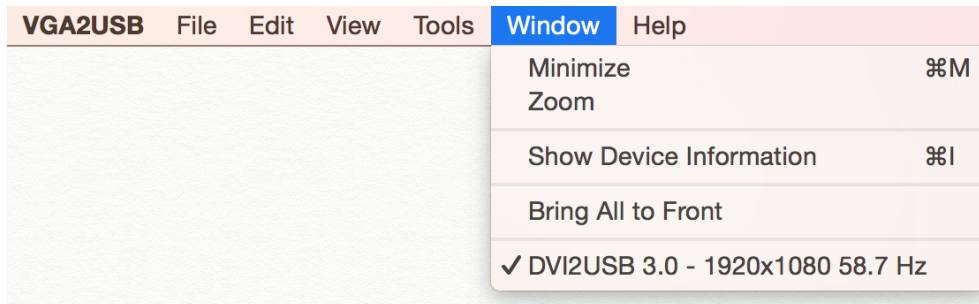 VGA2USB File Edit View Tools Window Help
Minimize ⌘M
Zoom
Show Device Information ⌘I
Bring All to Front
✓ DVI2USB 3.0 - 1920x1080 58.7 Hz